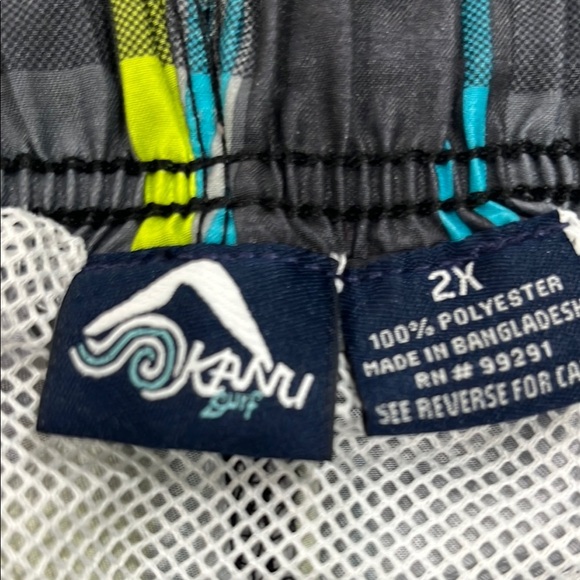 KANU
Surf
2X
100% POLYESTER
MADE IN BANGLADESH
RN# 99291
SEE REVERSE FOR CA